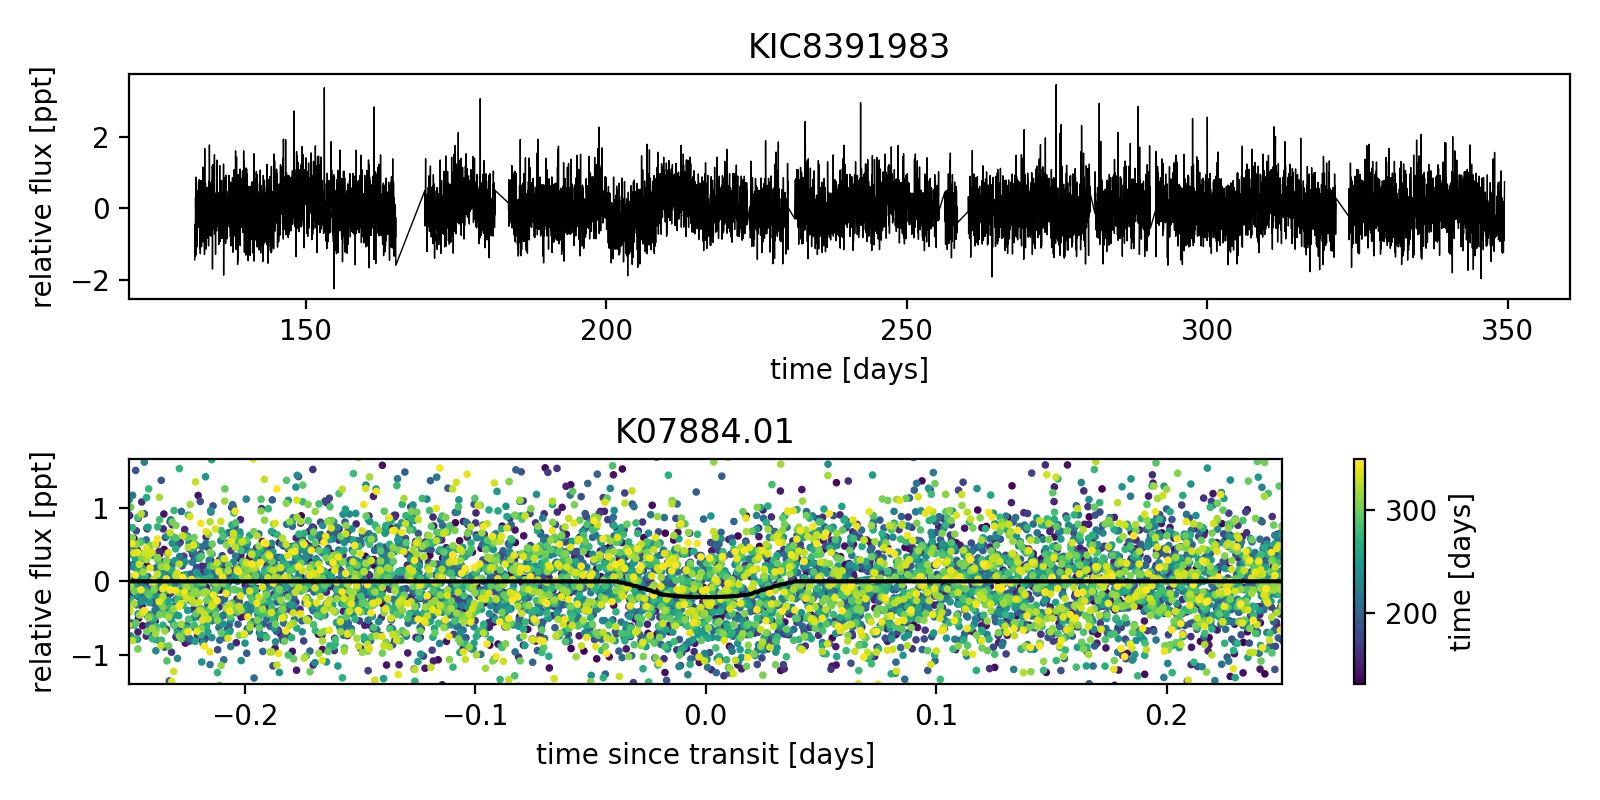 KIC8391983
relative flux [ppt]
2
0
−2
150 200 250 300 350
time [days]
K07884.01
relative flux [ppt]
1
0
−1
−0.2 −0.1 0.0 0.1 0.2
time since transit [days]
300
200
time [days]